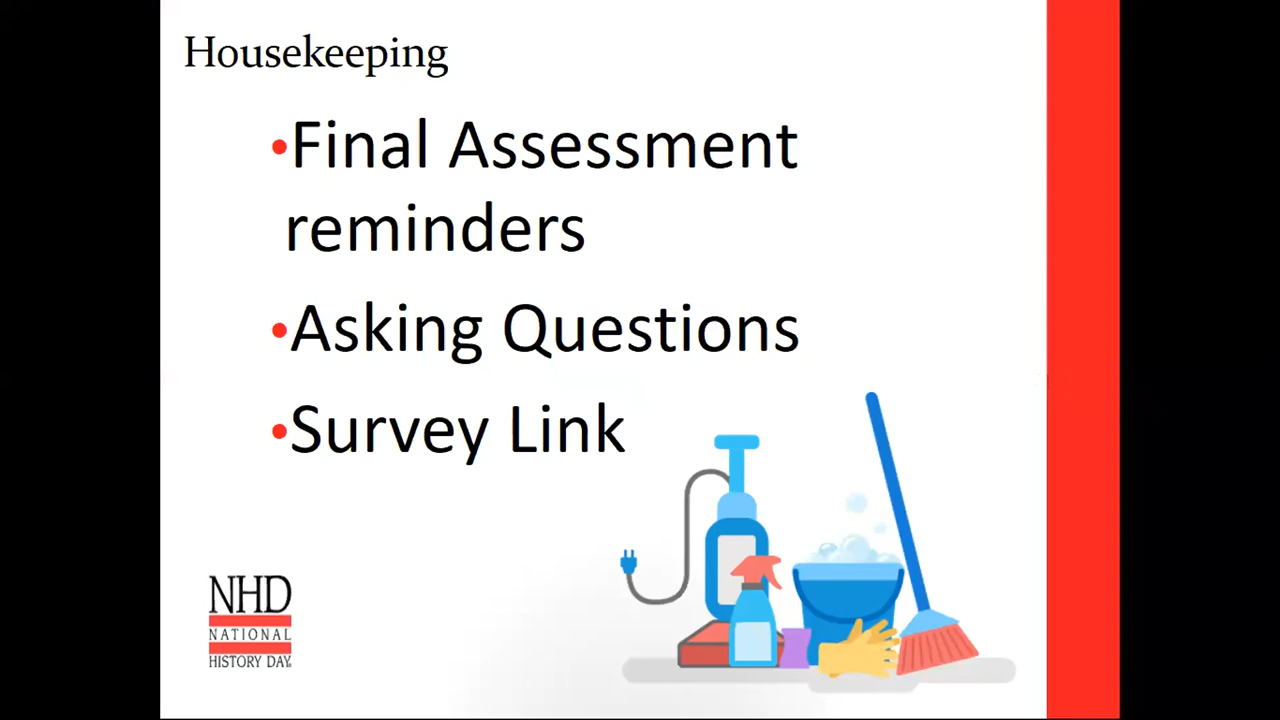 Housekeeping
•Final Assessment
reminders
•Asking Questions
•Survey Link
NHD
NATIONAL
HISTORY DAY